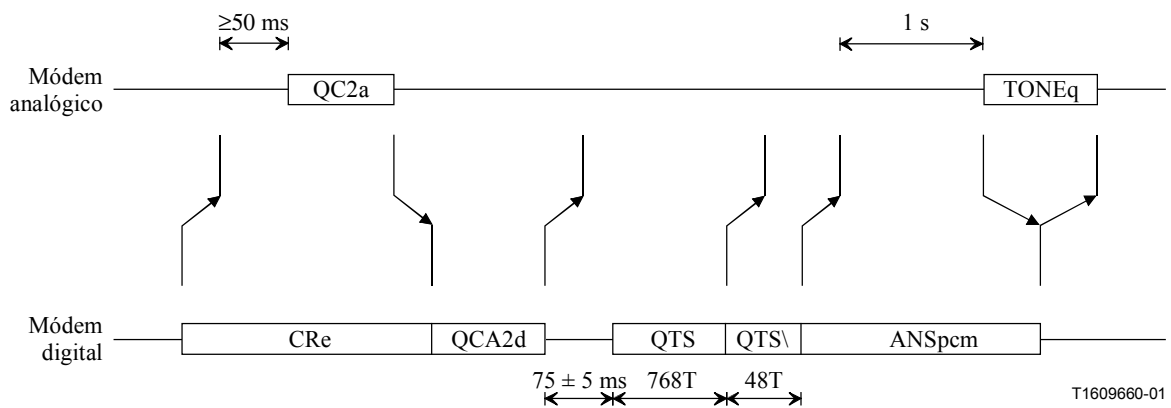 ≥50 ms
1 s
Módem
analógico
QC2a
TONEq
Módem
digital
CRe
QCA2d
QTS
QTS\
ANSpcm
75 ± 5 ms
768T
48T
T1609660-01